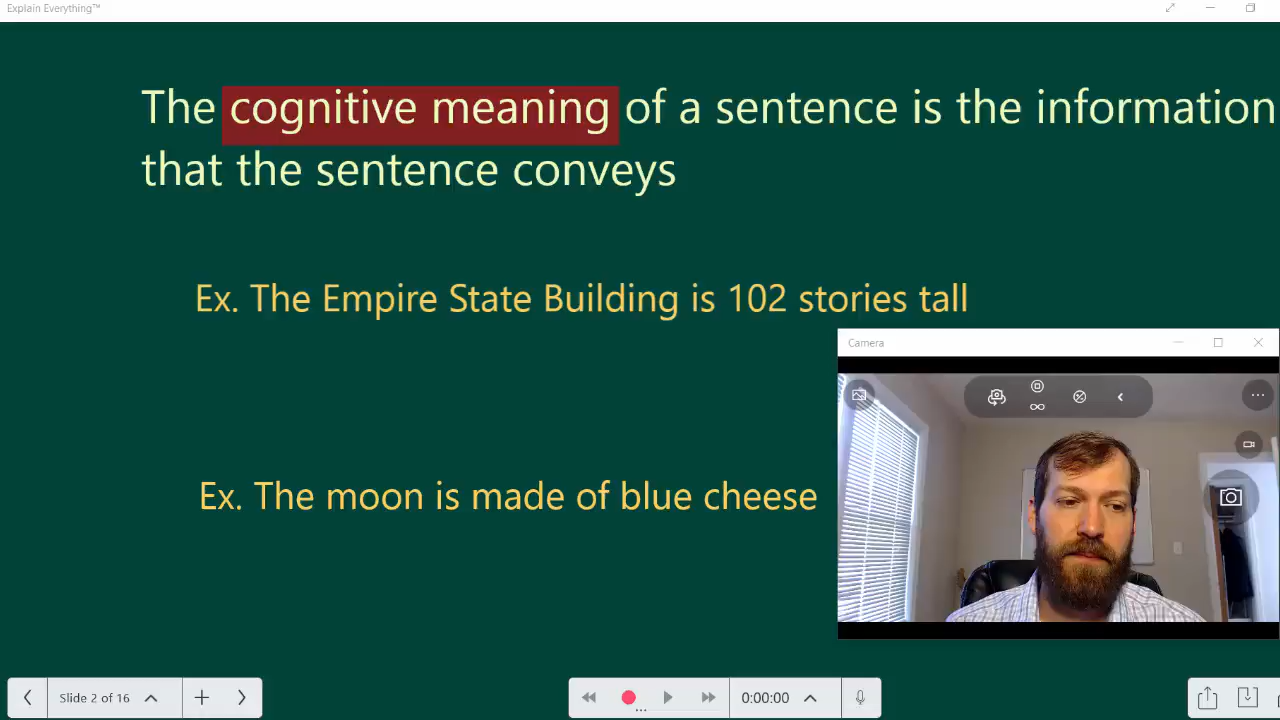 Explain Everything™
The cognitive meaning of a sentence is the information
that the sentence conveys
Ex. The Empire State Building is 102 stories tall
Camera
Ex. The moon is made of blue cheese
Slide 2 of 16
0:00:00